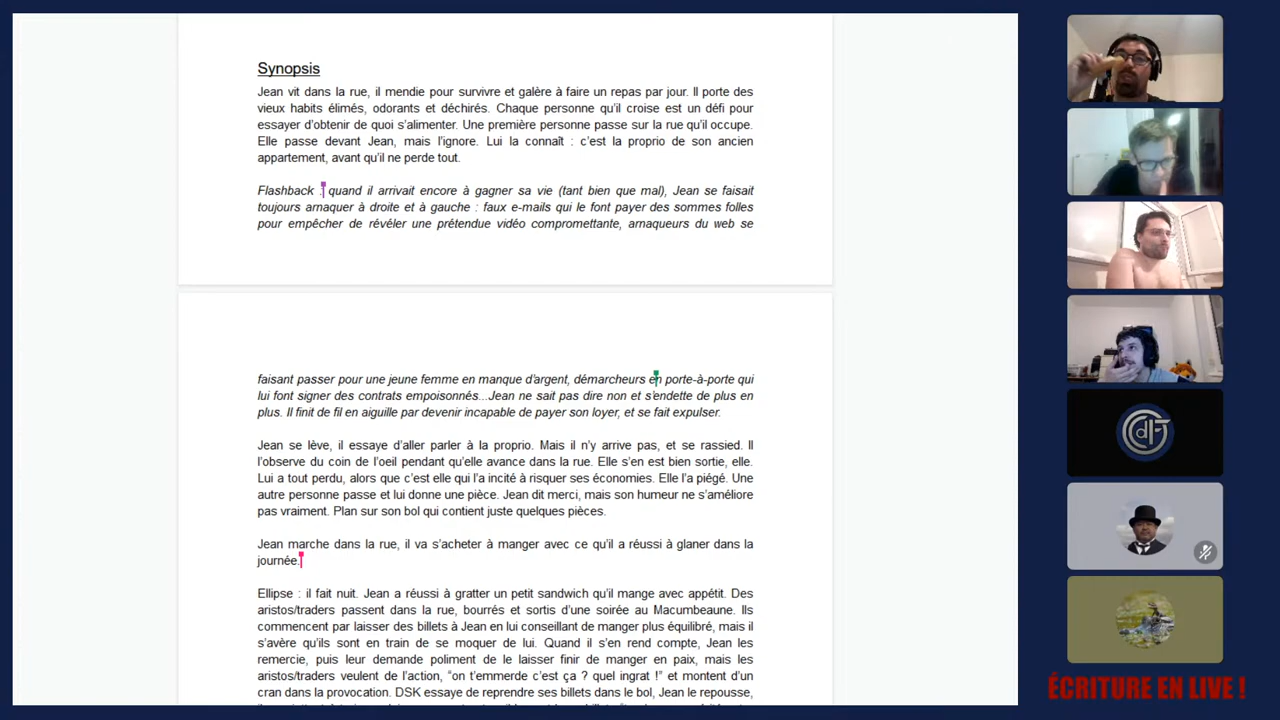 Synopsis
Jean vit dans la rue, il mendie pour survivre et galère à faire un repas par jour. Il porte des
vieux habits élimés, odorants et déchirés. Chaque personne qu'il croise est un défi pour
essayer d'obtenir de quoi s'alimenter. Une première personne passe sur la rue qu'il occupe.
Elle passe devant Jean, mais l'ignore. Lui la connaît : c'est la proprio de son ancien
appartement, avant qu'il ne perde tout.
Flashback : quand il arrivait encore à gagner sa vie (tant bien que mal), Jean se faisait
toujours arnaquer à droite et à gauche : faux e-mails qui le font payer des sommes folles
pour empêcher de révéler une prétendue vidéo compromettante, arnaqueurs du web se
faisant passer pour une jeune femme en manque d'argent, démarcheurs en porte-à-porte qui
lui font signer des contrats empoisonnés...Jean ne sait pas dire non et s'endette de plus en
plus. Il finit de fil en aiguille par devenir incapable de payer son loyer, et se fait expulser.
Jean se lève, il essaye d'aller parler à la proprio. Mais il n'y arrive pas, et se rassied. Il
l'observe du coin de l'oeil pendant qu'elle avance dans la rue. Elle s'en est bien sortie, elle.
Lui a tout perdu, alors que c'est elle qui l'a incité à risquer ses économies. Elle l'a piégé. Une
autre personne passe et lui donne une pièce. Jean dit merci, mais son humeur ne s'améliore
pas vraiment. Plan sur son bol qui contient juste quelques pièces.
Jean marche dans la rue, il va s'acheter à manger avec ce qu'il a réussi à glaner dans la
journée.
Ellipse : il fait nuit. Jean a réussi à gratter un petit sandwich qu'il mange avec appétit. Des
aristos/traders passent dans la rue, bourrés et sortis d'une soirée au Macumbeaune. Ils
commencent par laisser des billets à Jean en lui conseillant de manger plus équilibré, mais il
s'avère qu'ils sont en train de se moquer de lui. Quand il s'en rend compte, Jean les
remercie, puis leur demande poliment de le laisser finir de manger en paix, mais les
aristos/traders veulent de l'action, "on t'emmerde c'est ça ? quel ingrat !" et montent d'un
cran dans la provocation. DSK essaye de reprendre ses billets dans le bol, Jean le repousse,
ÉCRITURE EN LIVE !